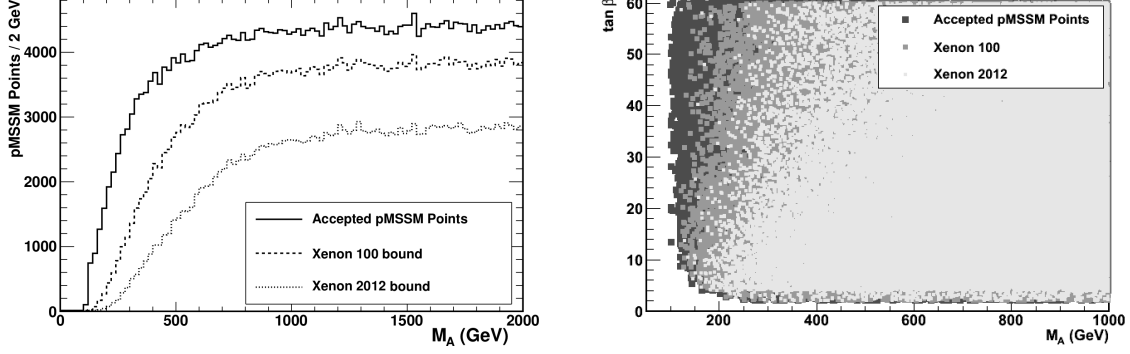 pMSSM Points / 2 GeV
4000
3000
2000
1000
0
Accepted pMSSM Points
Xenon 100 bound
Xenon 2012 bound
0 500 1000 1500 2000
M_A (GeV)
tan β
60
50
40
30
20
10
0
Accepted pMSSM Points
Xenon 100
Xenon 2012
200 400 600 800 1000
M_A (GeV)